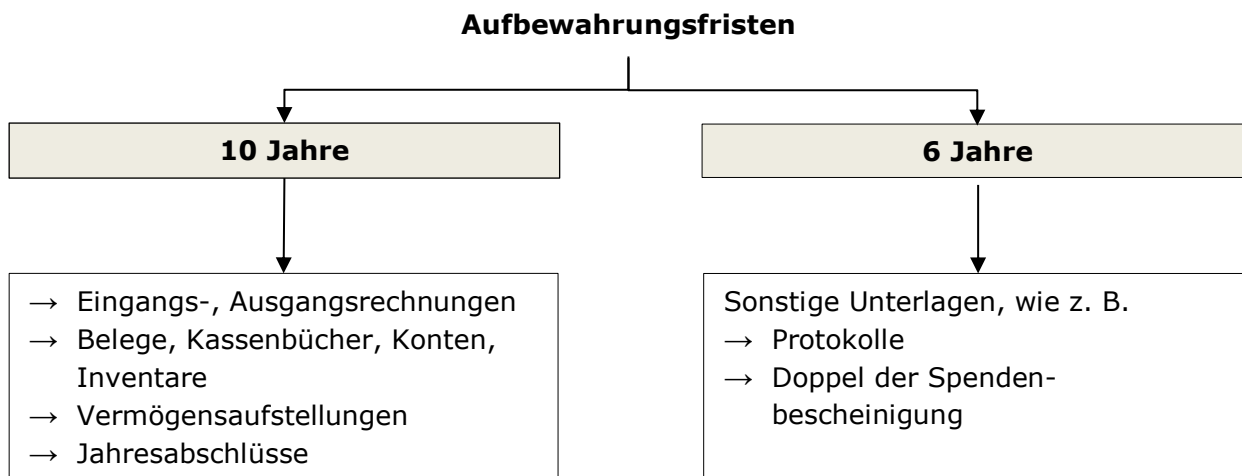 Aufbewahrungsfristen
10 Jahre
→ Eingangs-, Ausgangsrechnungen
→ Belege, Kassenbücher, Konten,
Inventare
→ Vermögensaufstellungen
→ Jahresabschlüsse
6 Jahre
Sonstige Unterlagen, wie z. B.
→ Protokolle
→ Doppel der Spenden-
bescheinigung